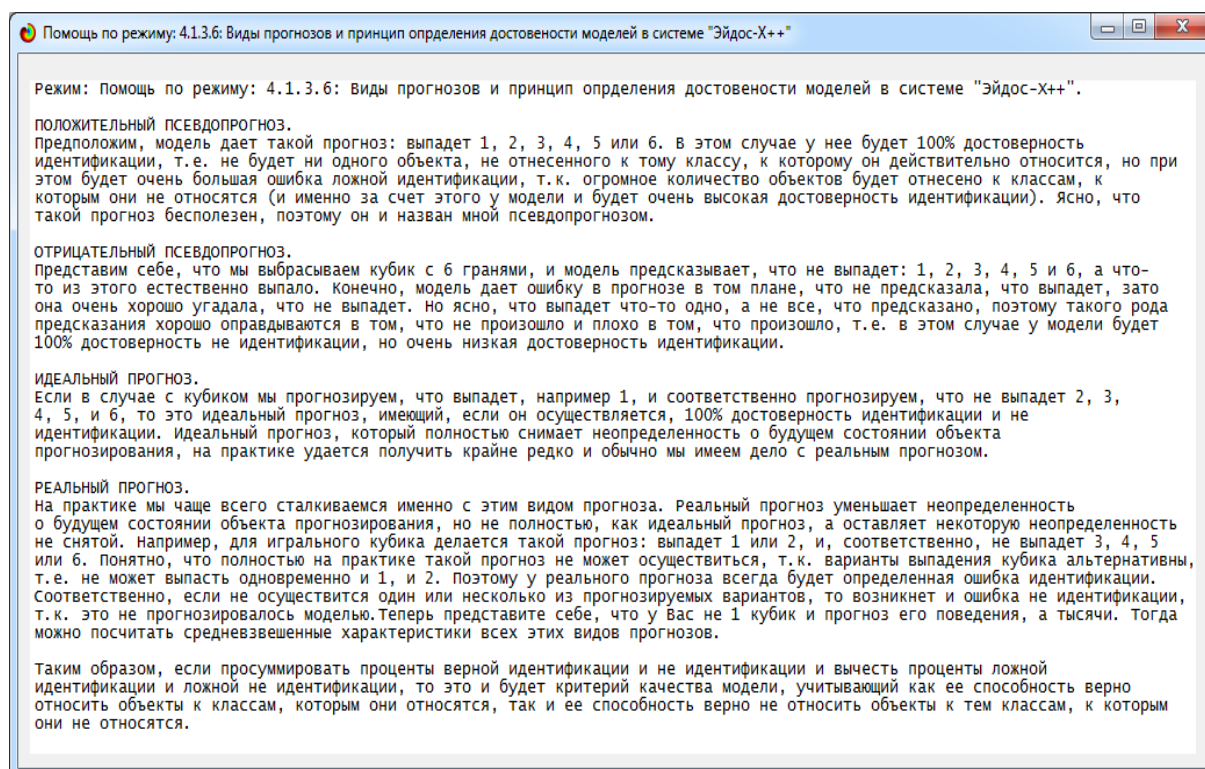 Помощь по режиму: 4.1.3.6: Виды прогнозов и принцип опрделения достовености моделей в системе "Эйдос-X++"
Режим: Помощь по режиму: 4.1.3.6: Виды прогнозов и принцип опрделения достовености моделей в системе "Эйдос-X++".
ПОЛОЖИТЕЛЬНЫЙ ПСЕВДОПРОГНОЗ.
Предположим, модель дает такой прогноз: выпадет 1, 2, 3, 4, 5 или 6. В этом случае у нее будет 100% достоверность
идентификации, т.е. не будет ни одного объекта, не отнесенного к тому классу, к которому он действительно относится, но при
этом будет очень большая ошибка ложной идентификации, т.к. огромное количество объектов будет отнесено к классам, к
которым они не относятся (и именно за счет этого у модели и будет очень высокая достоверность идентификации). Ясно, что
такой прогноз бесполезен, поэтому он и назван мной псевдопрогнозом.
ОТРИЦАТЕЛЬНЫЙ ПСЕВДОПРОГНОЗ.
Представим себе, что мы выбрасываем кубик с 6 гранями, и модель предсказывает, что не выпадет: 1, 2, 3, 4, 5 и 6, а что-
то из этого естественно выпало. Конечно, модель дает ошибку в прогнозе в том плане, что не предсказала, что выпадет, зато
она очень хорошо угадала, что не выпадет. Но ясно, что выпадет что-то одно, а не все, что предсказано, поэтому такого рода
предсказания хорошо оправдываются в том, что не произошло и плохо в том, что произошло, т.е. в этом случае у модели будет
100% достоверность не идентификации, но очень низкая достоверность идентификации.
ИДЕАЛЬНЫЙ ПРОГНОЗ.
Если в случае с кубиком мы прогнозируем, что выпадет, например 1, и соответственно прогнозируем, что не выпадет 2, 3,
4, 5, и 6, то это идеальный прогноз, имеющий, если он осуществляется, 100% достоверность идентификации и не
идентификации. Идеальный прогноз, который полностью снимает неопределенность о будущем состоянии объекта
прогнозирования, на практике удается получить крайне редко и обычно мы имеем дело с реальным прогнозом.
РЕАЛЬНЫЙ ПРОГНОЗ.
На практике мы чаще всего сталкиваемся именно с этим видом прогноза. Реальный прогноз уменьшает неопределенность
о будущем состоянии объекта прогнозирования, но не полностью, как идеальный прогноз, а оставляет некоторую неопределенность
не снятой. Например, для игрального кубика делается такой прогноз: выпадет 1 или 2, и, соответственно, не выпадет 3, 4, 5
или 6. Понятно, что полностью на практике такой прогноз не может осуществиться, т.к. варианты выпадения кубика альтернативны,
т.е. не может выпасть одновременно и 1, и 2. Поэтому у реального прогноза всегда будет определенная ошибка идентификации.
Соответственно, если не осуществится один или несколько из прогнозируемых вариантов, то возникнет и ошибка не идентификации,
т.к. это не прогнозировалось моделью.Теперь представите себе, что у Вас не 1 кубик и прогноз его поведения, а тысячи. Тогда
можно посчитать средневзвешенные характеристики всех этих видов прогнозов.
Таким образом, если просуммировать проценты верной идентификации и не идентификации и вычесть проценты ложной
идентификации и ложной не идентификации, то это и будет критерий качества модели, учитывающий как ее способность верно
относить объекты к классам, которым они относятся, так и ее способность верно не относить объекты к тем классам, к которым
они не относятся.